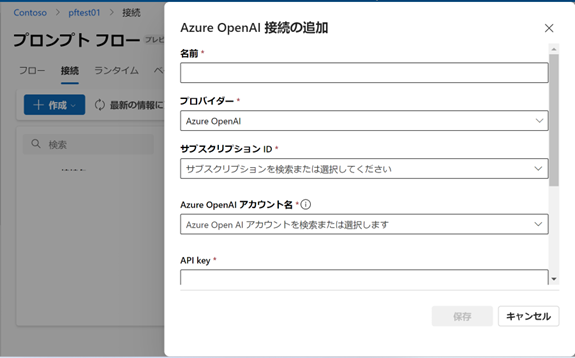 Contoso > pftest01 > 接続
プロンプト フロー プレビ
フロー 接続 ランタイム ベ
+ 作成 最新の情報に
検索
Azure OpenAI 接続の追加
名前 *
プロバイダー *
Azure OpenAI
サブスクリプション ID *
サブスクリプションを検索または選択してください
Azure OpenAI アカウント名 *
Azure Open AI アカウントを検索または選択します
API key *
保存 キャンセル